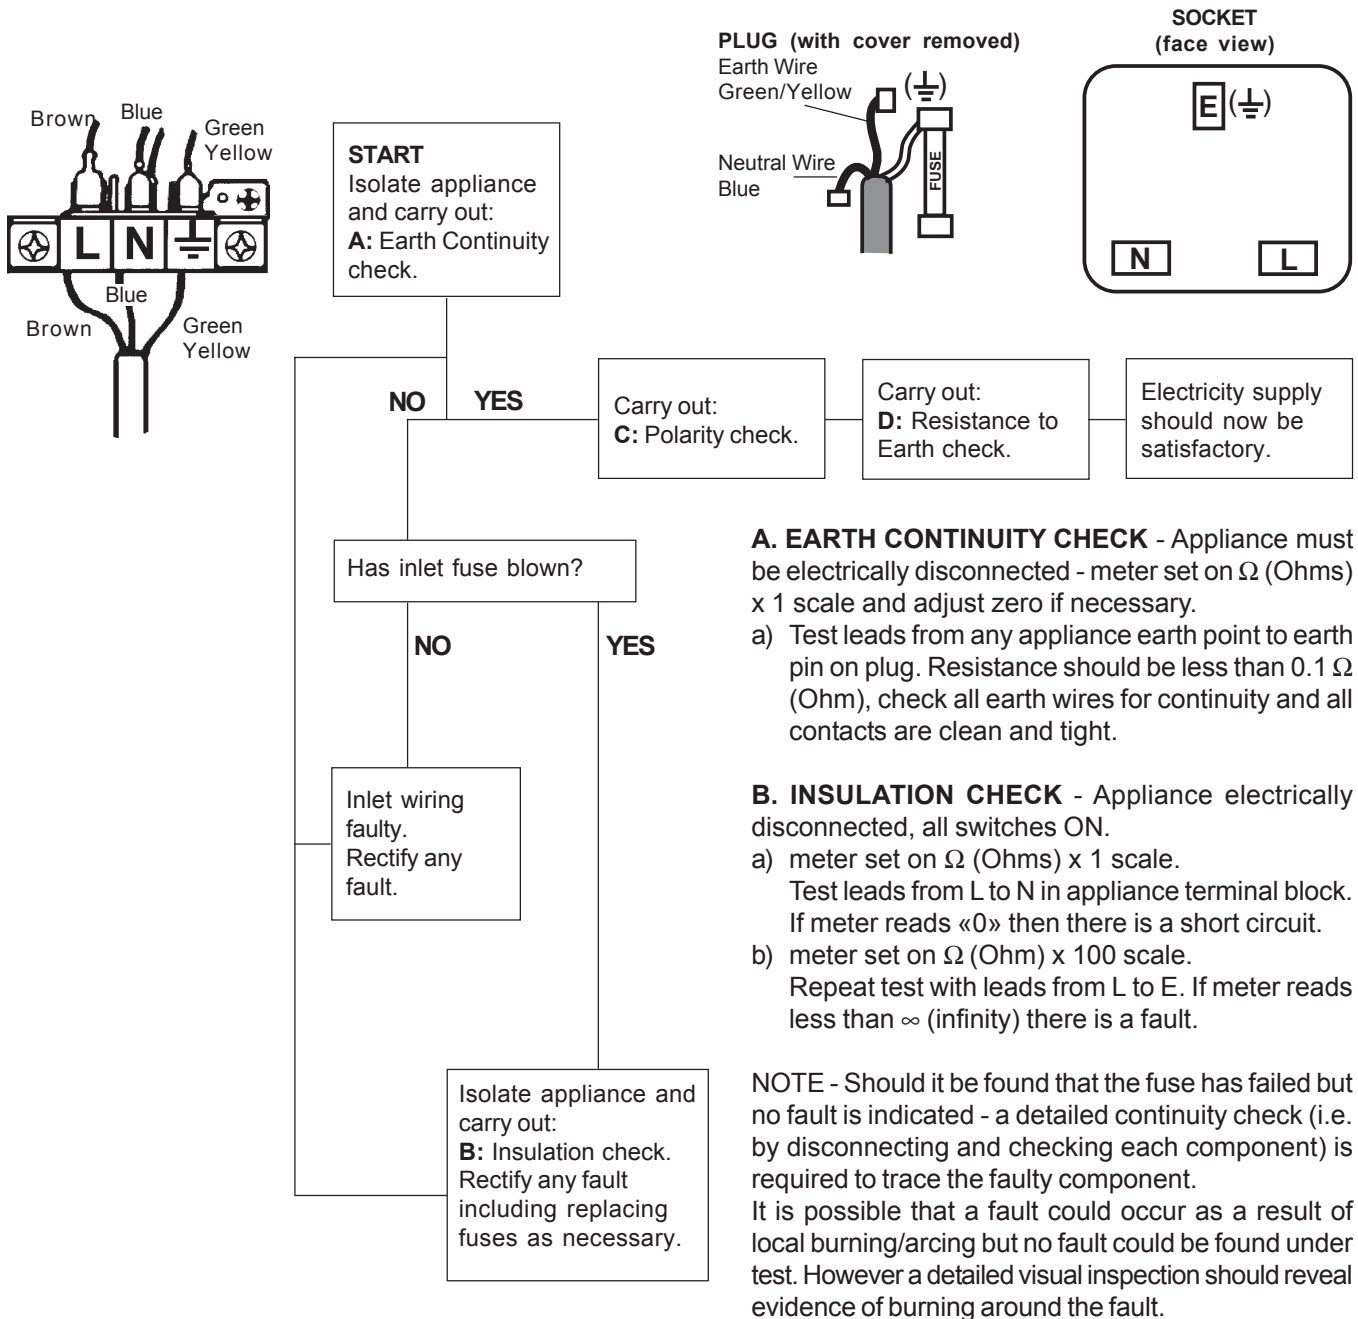 SOCKET
(face view)
PLUG (with cover removed)
Earth Wire
Green/Yellow
Neutral Wire
Blue
FUSE
E
N
L
Brown
Blue
Green
Yellow
L N
Blue
Brown
Green
Yellow
START
Isolate appliance
and carry out:
A: Earth Continuity
check.
NO
YES
Carry out:
C: Polarity check.
Carry out:
D: Resistance to
Earth check.
Electricity supply
should now be
satisfactory.
Has inlet fuse blown?
NO
YES
Inlet wiring
faulty.
Rectify any
fault.
Isolate appliance and
carry out:
B: Insulation check.
Rectify any fault
including replacing
fuses as necessary.
A. EARTH CONTINUITY CHECK - Appliance must
be electrically disconnected - meter set on Ω (Ohms)
x 1 scale and adjust zero if necessary.
a) Test leads from any appliance earth point to earth
pin on plug. Resistance should be less than 0.1 Ω
(Ohm), check all earth wires for continuity and all
contacts are clean and tight.
B. INSULATION CHECK - Appliance electrically
disconnected, all switches ON.
a) meter set on Ω (Ohms) x 1 scale.
Test leads from L to N in appliance terminal block.
If meter reads «0» then there is a short circuit.
b) meter set on Ω (Ohm) x 100 scale.
Repeat test with leads from L to E. If meter reads
less than ∞ (infinity) there is a fault.
NOTE - Should it be found that the fuse has failed but
no fault is indicated - a detailed continuity check (i.e.
by disconnecting and checking each component) is
required to trace the faulty component.
It is possible that a fault could occur as a result of
local burning/arcing but no fault could be found under
test. However a detailed visual inspection should reveal
evidence of burning around the fault.